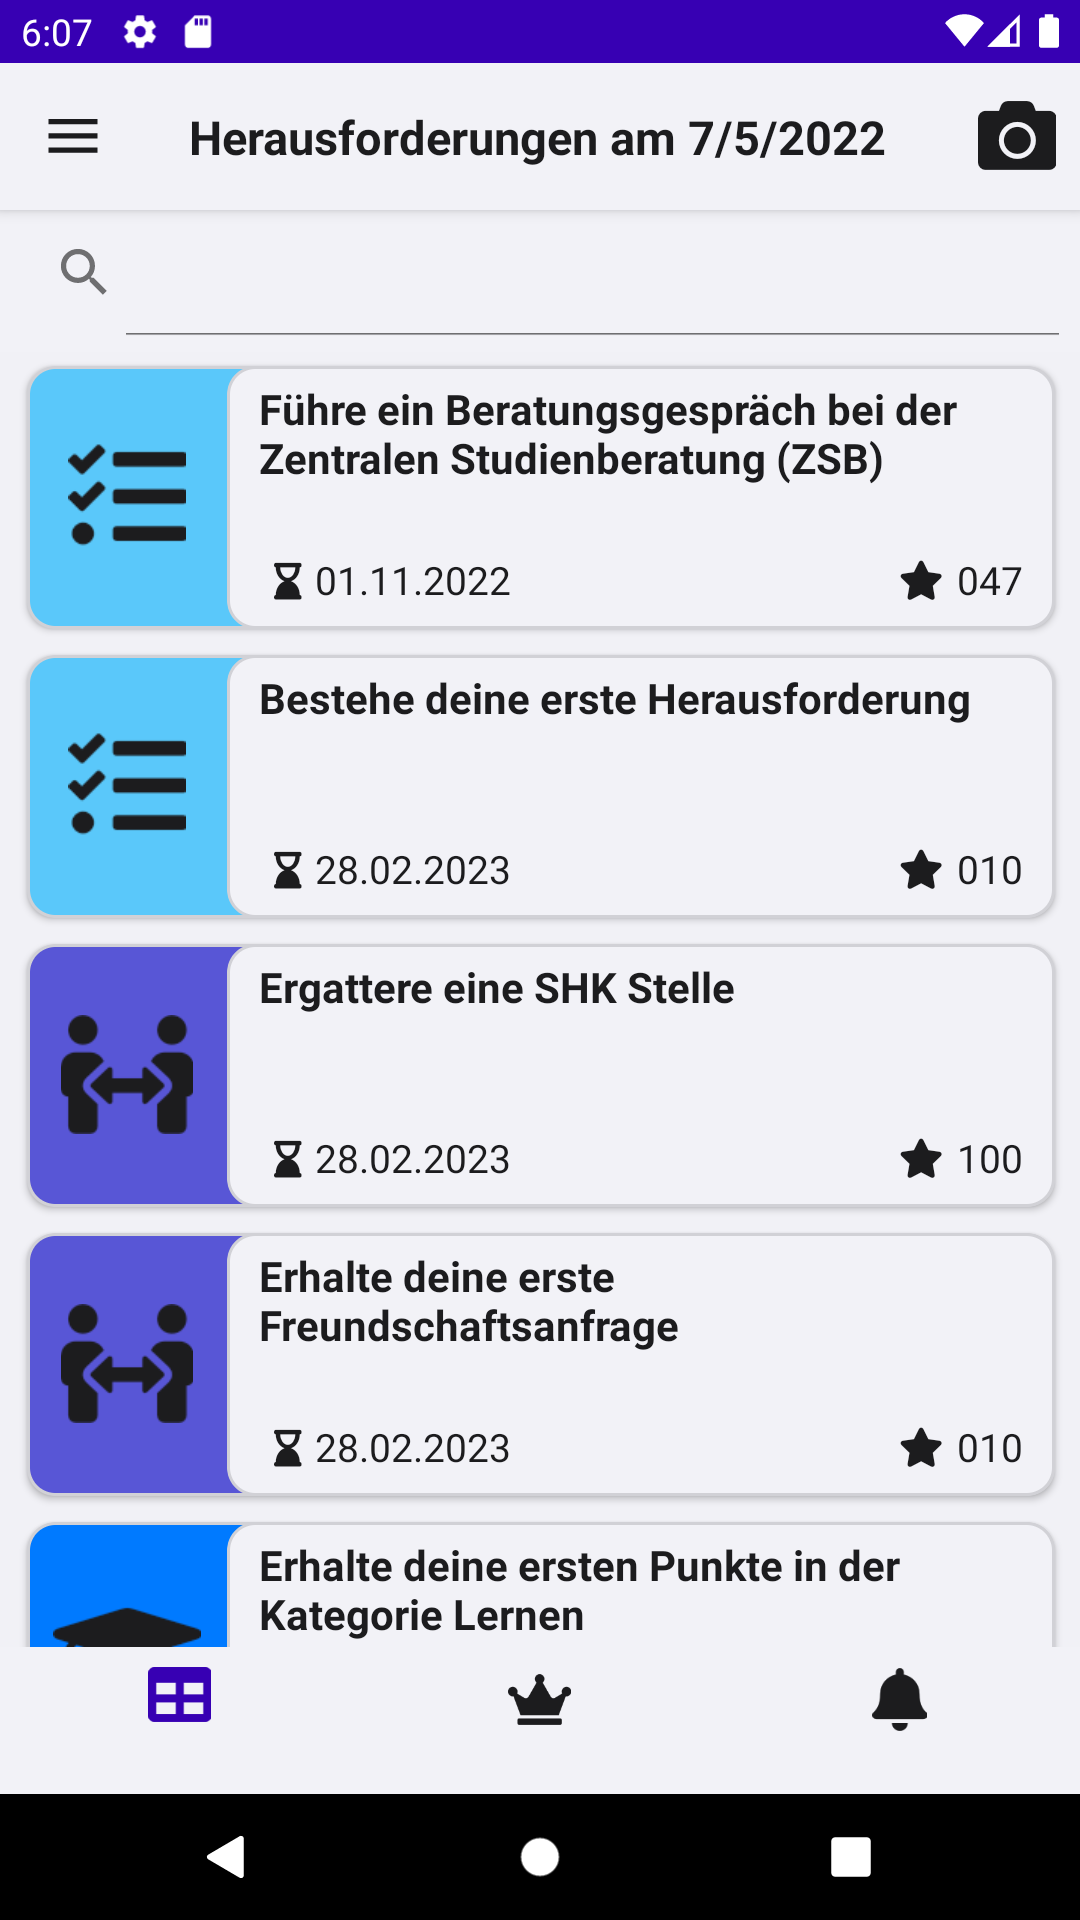 6:07
Herausforderungen am 7/5/2022
Führe ein Beratungsgespräch bei der
Zentralen Studienberatung (ZSB)
01.11.2022 047
Bestehe deine erste Herausforderung
28.02.2023 010
Ergattere eine SHK Stelle
28.02.2023 100
Erhalte deine erste
Freundschaftsanfrage
28.02.2023 010
Erhalte deine ersten Punkte in der
Kategorie Lernen